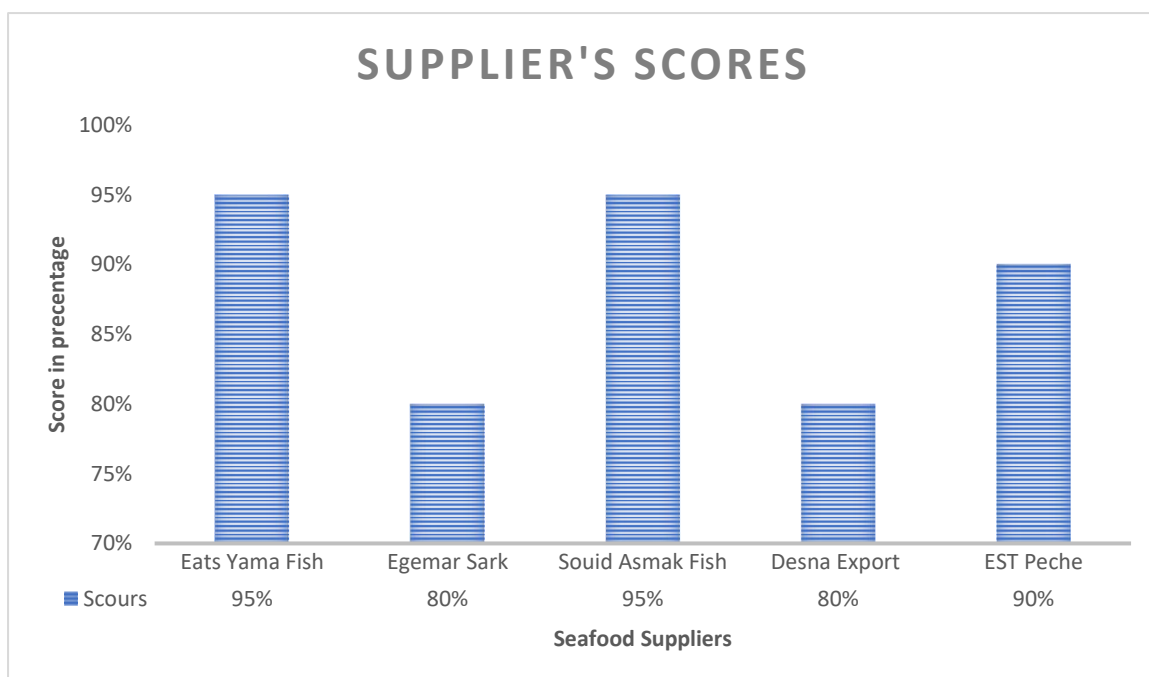 SUPPLIER'S SCORES
100%
95%
90%
85%
80%
75%
70%
Score in precentage
Eats Yama Fish Egemar Sark Souid Asmak Fish Desna Export EST Peche
Scours 95% 80% 95% 80% 90%
Seafood Suppliers